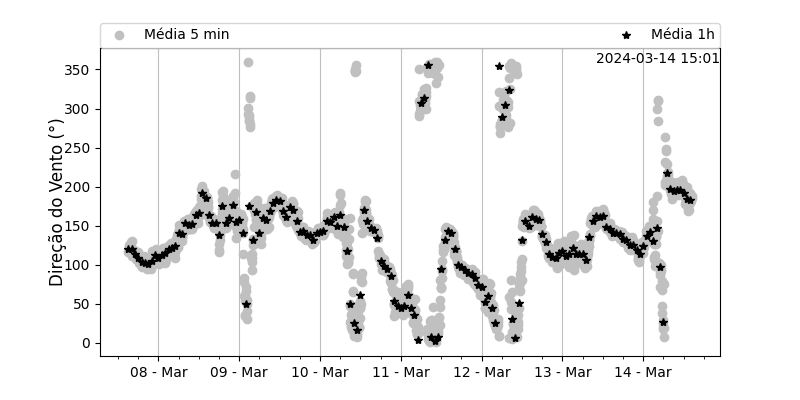 Média 5 min
Média 1h
2024-03-14 15:01
Direção do Vento (°)
350
300
250
200
150
100
50
0
08 - Mar
09 - Mar
10 - Mar
11 - Mar
12 - Mar
13 - Mar
14 - Mar